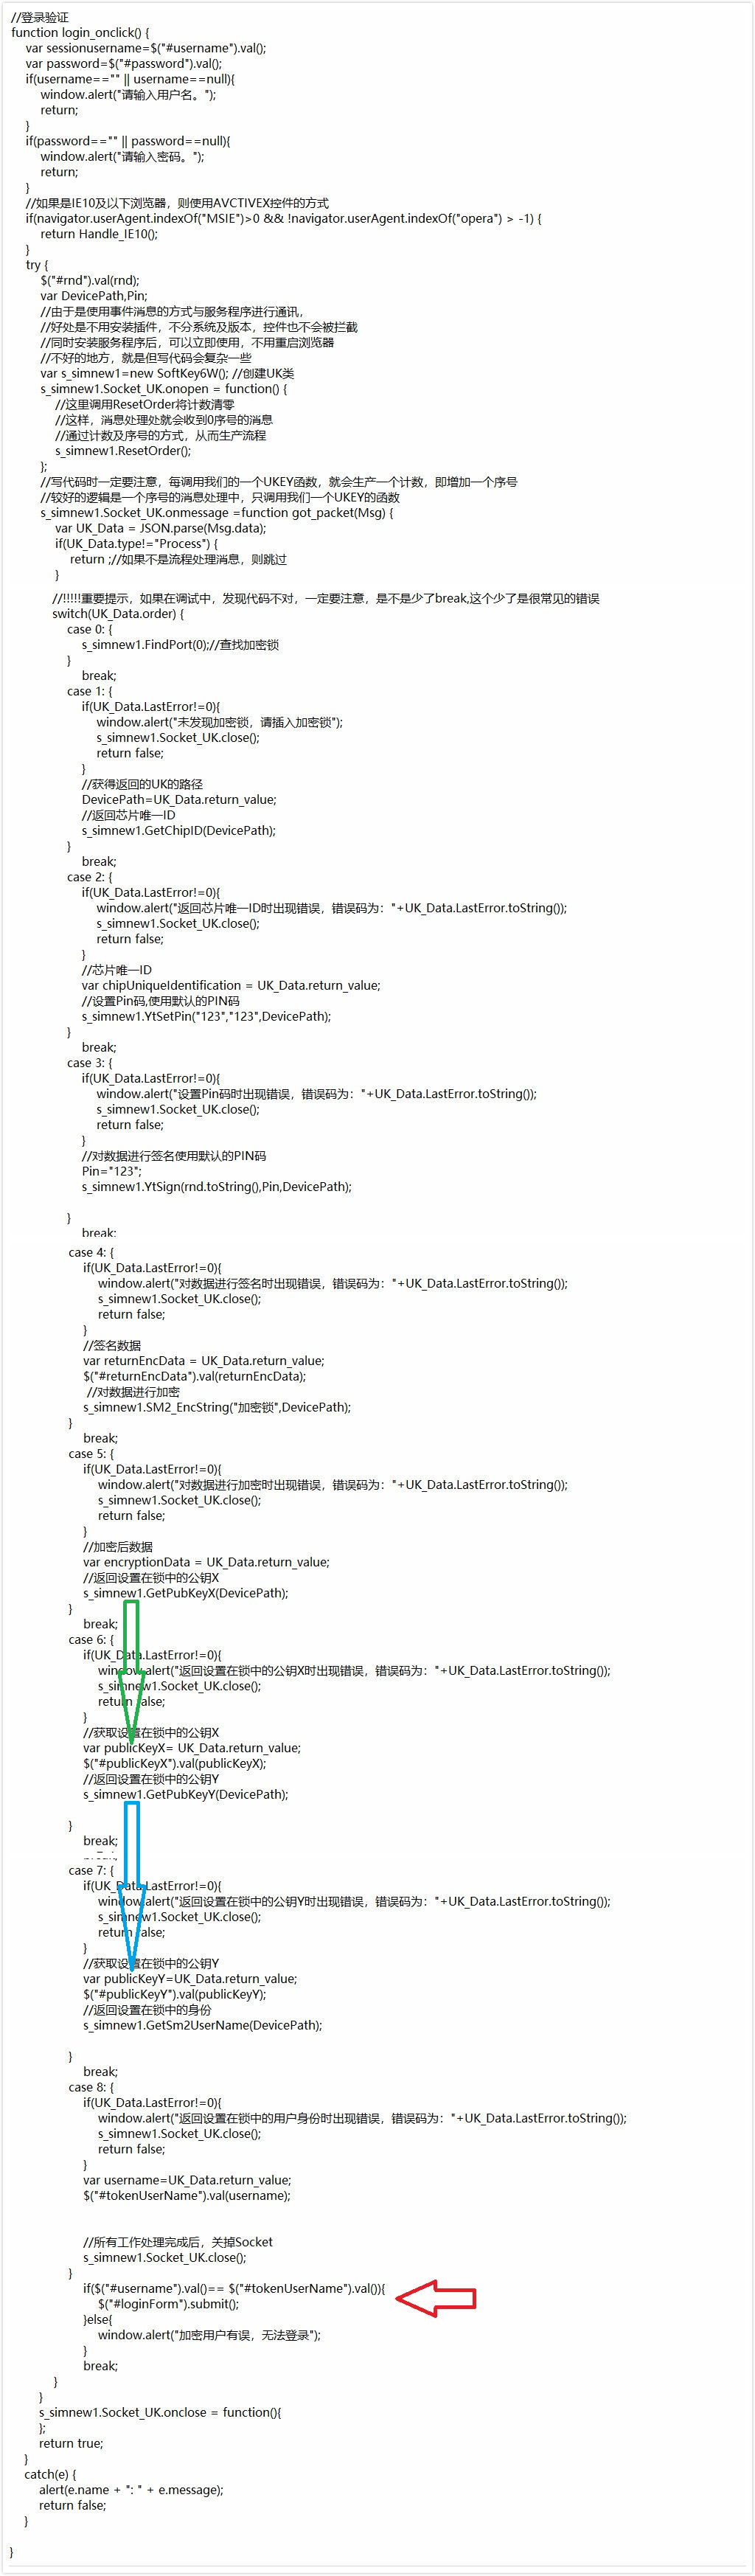 //登录验证
function login_onclick() {
var sessionusername=$("#username").val();
var password=$("#password").val();
if(username=="" || username==null){
window.alert("请输入用户名。");
return;
}
if(password=="" || password==null){
window.alert("请输入密码。");
return;
}
//如果是IE10及以下浏览器，则使用AVCTIVEX控件的方式
if(navigator.userAgent.indexOf("MSIE")>0 && !navigator.userAgent.indexOf("opera") > -1) {
return Handle_IE10();
}
try {
$("#rnd").val(rnd);
var DevicePath,Pin;
//由于是使用事件消息的方式与服务程序进行通讯，
//好处是不用安装插件，不分系统及版本，控件也不会被拦截
//同时安装服务程序后，可以立即使用，不用重启浏览器
//不好的地方，就是但写代码会复杂一些
var s_simnew1=new SoftKey6W(); //创建UK类
s_simnew1.Socket_UK.onopen = function() {
//这里调用ResetOrder将计数清零
//这样，消息处理处就会收到0序号的消息
//通过计数及序号的方式，从而生产流程
s_simnew1.ResetOrder();
};
//写代码时一定要注意，每调用我们的一个UKEY函数，就会生产一个计数，即增加一个序号
//较好的逻辑是一个序号的消息处理中，只调用我们一个UKEY的函数
s_simnew1.Socket_UK.onmessage =function got_packet(Msg) {
var UK_Data = JSON.parse(Msg.data);
if(UK_Data.type!="Process") {
return ;//如果不是流程处理消息，则跳过
}
//!!!!!重要提示，如果在调试中，发现代码不对，一定要注意，是不是少了break,这个少了是很常见的错误
switch(UK_Data.order) {
case 0: {
s_simnew1.FindPort(0);//查找加密锁
}
break;
case 1: {
if(UK_Data.LastError!=0){
window.alert("未发现加密锁，请插入加密锁");
s_simnew1.Socket_UK.close();
return false;
}
//获得返回的UK的路径
DevicePath=UK_Data.return_value;
//返回芯片唯一ID
s_simnew1.GetChipID(DevicePath);
}
break;
case 2: {
if(UK_Data.LastError!=0){
window.alert("返回芯片唯一ID时出现错误，错误码为："+UK_Data.LastError.toString());
s_simnew1.Socket_UK.close();
return false;
}
//芯片唯一ID
var chipUniqueIdentification = UK_Data.return_value;
//设置Pin码,使用默认的PIN码
s_simnew1.YtSetPin("123","123",DevicePath);
}
break;
case 3: {
if(UK_Data.LastError!=0){
window.alert("设置Pin码时出现错误，错误码为："+UK_Data.LastError.toString());
s_simnew1.Socket_UK.close();
return false;
}
//对数据进行签名使用默认的PIN码
Pin="123";
s_simnew1.YtSign(rnd.toString(),Pin,DevicePath);
}
break;
case 4: {
if(UK_Data.LastError!=0){
window.alert("对数据进行签名时出现错误，错误码为："+UK_Data.LastError.toString());
s_simnew1.Socket_UK.close();
return false;
}
//签名数据
var returnEncData = UK_Data.return_value;
$("#returnEncData").val(returnEncData);
//对数据进行加密
s_simnew1.SM2_EncString("加密锁",DevicePath);
}
break;
case 5: {
if(UK_Data.LastError!=0){
window.alert("对数据进行加密时出现错误，错误码为："+UK_Data.LastError.toString());
s_simnew1.Socket_UK.close();
return false;
}
//加密后数据
var encryptionData = UK_Data.return_value;
//返回设置在锁中的公钥X
s_simnew1.GetPubKeyX(DevicePath);
}
break;
case 6: {
if(UK_Data.LastError!=0){
window.alert("返回设置在锁中的公钥X时出现错误，错误码为："+UK_Data.LastError.toString());
s_simnew1.Socket_UK.close();
return false;
}
//获取设置在锁中的公钥X
var publicKeyX= UK_Data.return_value;
$("#publicKeyX").val(publicKeyX);
//返回设置在锁中的公钥Y
s_simnew1.GetPubKeyY(DevicePath);
}
break;
case 7: {
if(UK_Data.LastError!=0){
window.alert("返回设置在锁中的公钥Y时出现错误，错误码为："+UK_Data.LastError.toString());
s_simnew1.Socket_UK.close();
return false;
}
//获取设置在锁中的公钥Y
var publicKeyY=UK_Data.return_value;
$("#publicKeyY").val(publicKeyY);
//返回设置在锁中的身份
s_simnew1.GetSm2UserName(DevicePath);
}
break;
case 8: {
if(UK_Data.LastError!=0){
window.alert("返回设置在锁中的用户身份时出现错误，错误码为："+UK_Data.LastError.toString());
s_simnew1.Socket_UK.close();
return false;
}
var username=UK_Data.return_value;
$("#tokenUserName").val(username);
//所有工作处理完成后，关掉Socket
s_simnew1.Socket_UK.close();
}
if($("#username").val()== $("#tokenUserName").val()){
$("#loginForm").submit();
}else{
window.alert("加密用户有误，无法登录");
}
break;
}
}
s_simnew1.Socket_UK.onclose = function(){
};
return true;
}
catch(e) {
alert(e.name + ": " + e.message);
return false;
}
}